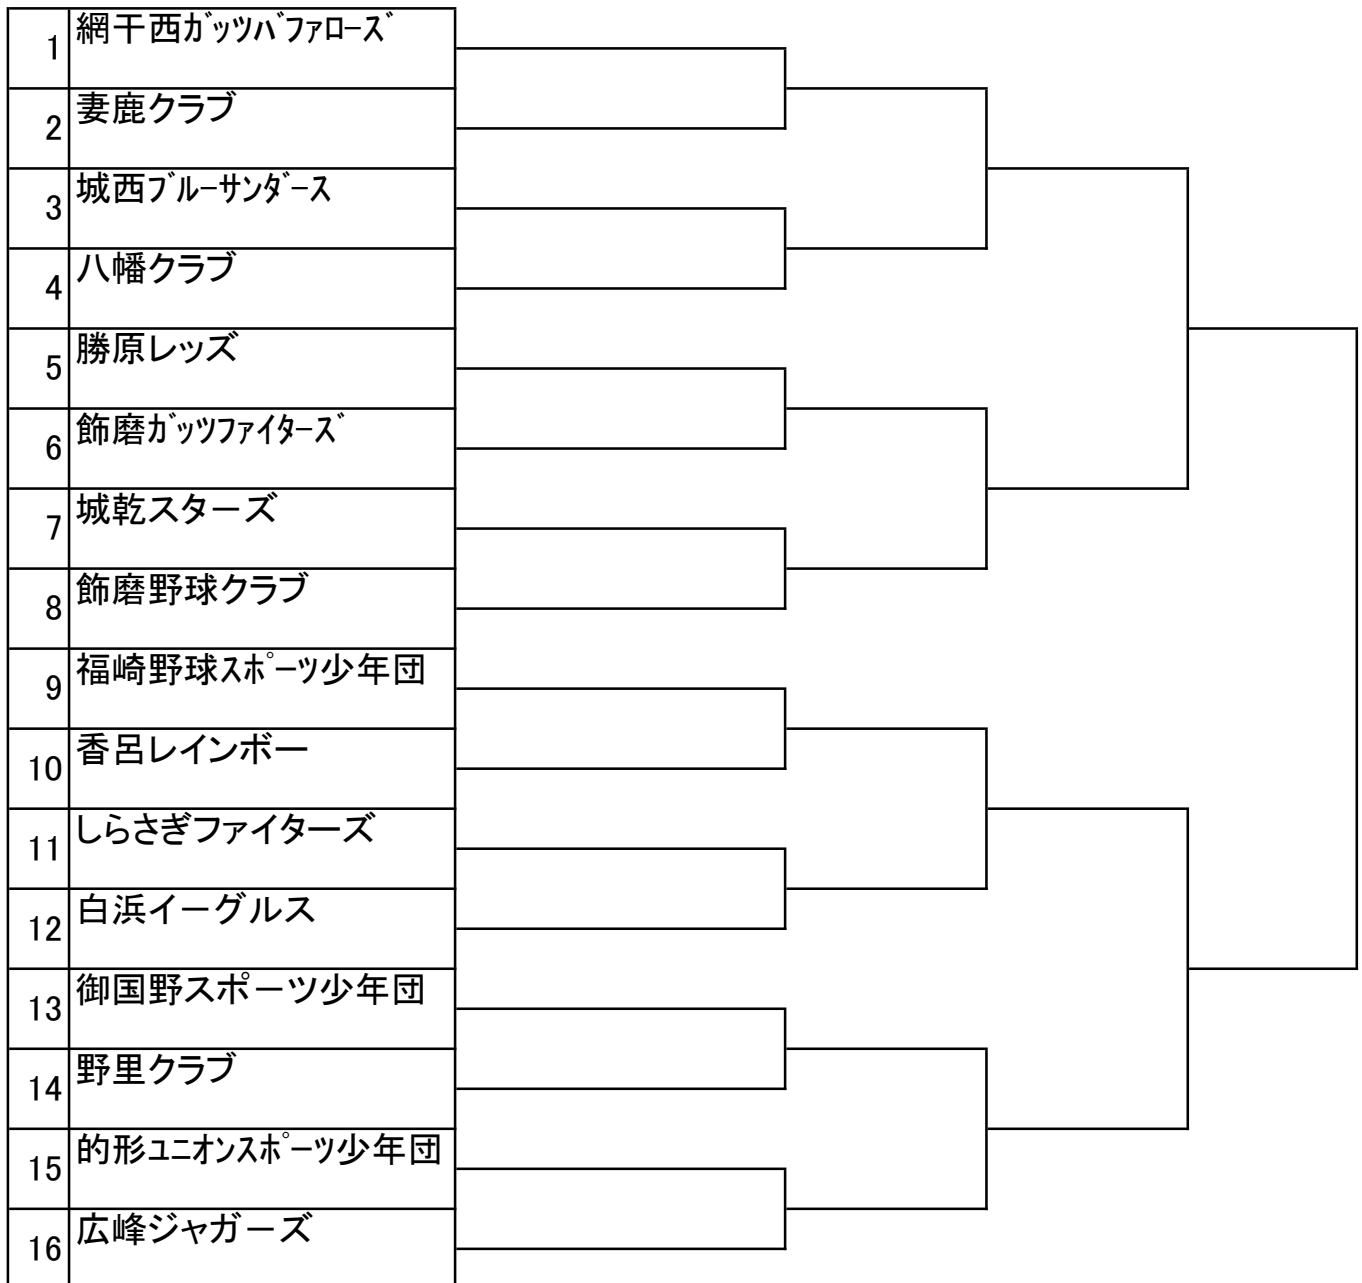 1 網干西ｶﾞｯﾂﾊﾞﾌｧﾛｰｽﾞ
2 妻鹿クラブ
3 城西ﾌﾞﾙｰｻﾝﾀﾞｰｽ
4 八幡クラブ
5 勝原レッズ
6 飾磨ｶﾞｯﾂﾌｧｲﾀｰｽﾞ
7 城乾スターズ
8 飾磨野球クラブ
9 福崎野球ｽﾎﾟｰﾂ少年団
10 香呂レインボー
11 しらさぎファイターズ
12 白浜イーグルス
13 御国野スポーツ少年団
14 野里クラブ
15 的形ﾕﾆｵﾝｽﾎﾟｰﾂ少年団
16 広峰ジャガーズ